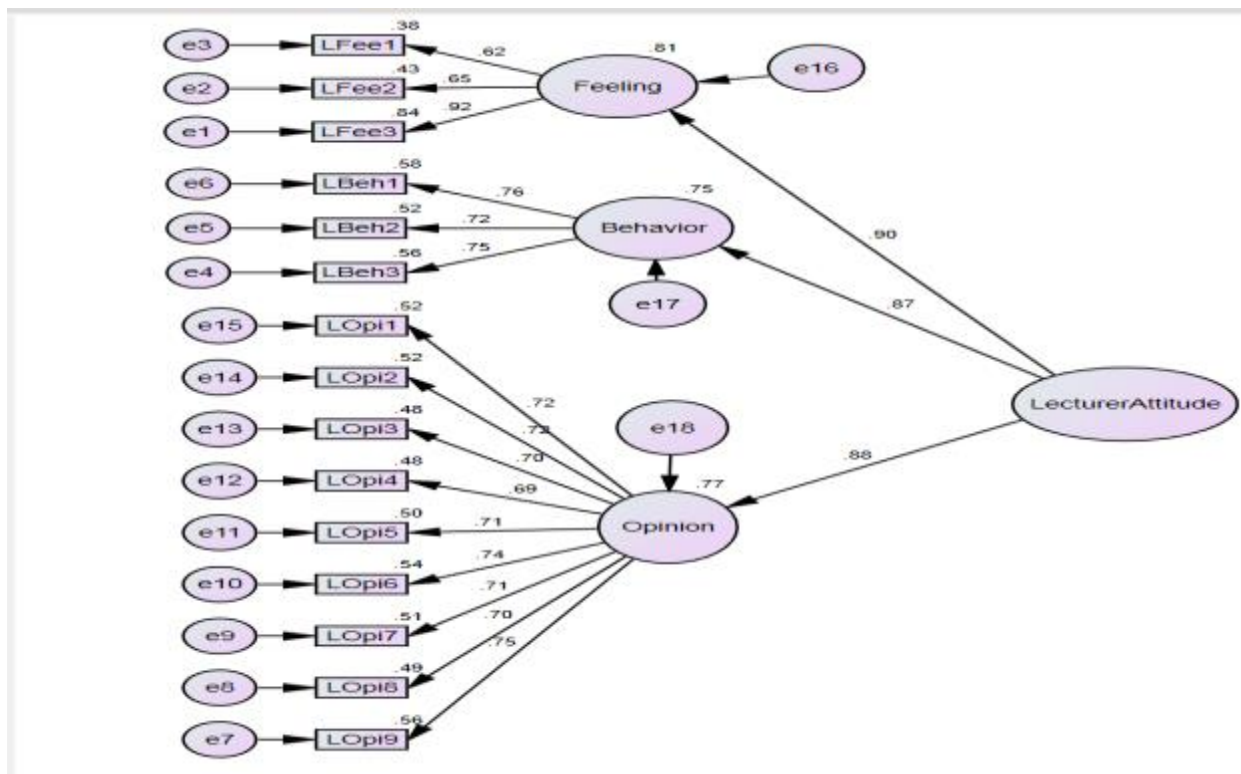 .38
e3 LFee1
.62
.81
e16
.43
e2 LFee2
.65
Feeling
.84
.92
e1 LFee3
.58
e6 LBeh1
.76
.75
.52
e5 LBeh2
.72
Behavior
.90
.56
.75
e4 LBeh3
e17
.87
.52
e15 LOpi1
.52
e14 LOpi2
.72
LecturerAttitude
.48
e13 LOpi3
.72
e18
.70
.88
.48
e12 LOpi4
.69
.77
.50
e11 LOpi5
.71
Opinion
.54
.74
e10 LOpi6
.71
.51
e9 LOpi7
.70
.75
.49
e8 LOpi8
.56
e7 LOpi9